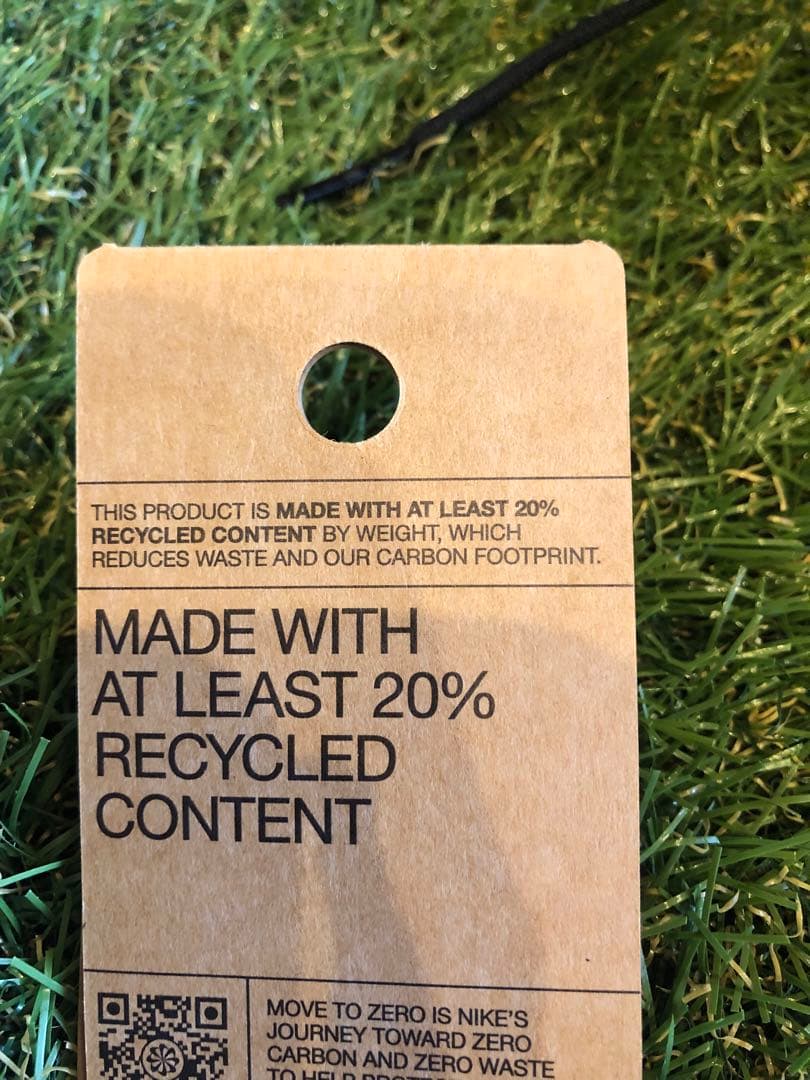 THIS PRODUCT IS MADE WITH AT LEAST 20%
RECYCLED CONTENT BY WEIGHT, WHICH
REDUCES WASTE AND OUR CARBON FOOTPRINT.
MADE WITH
AT LEAST 20%
RECYCLED
CONTENT
MOVE TO ZERO IS NIKE'S
JOURNEY TOWARD ZERO
CARBON AND ZERO WASTE
TO HELP